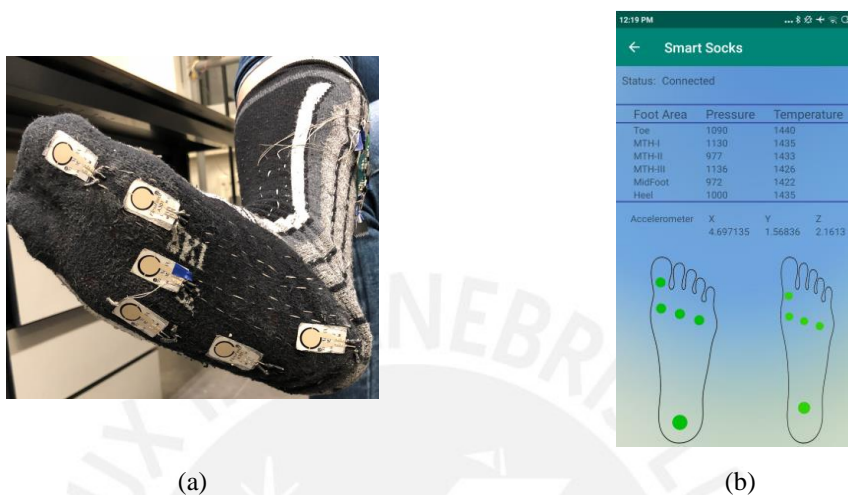 12:19 PM
Smart Socks
Status: Connected
Foot Area Pressure Temperature
Toe 1090 1440
MTH-I 1130 1435
MTH-II 977 1433
MTH-III 1136 1426
MidFoot 972 1422
Heel 1000 1435
Accelerometer X Y Z
4.697135 1.56836 2.1613
(a) (b)